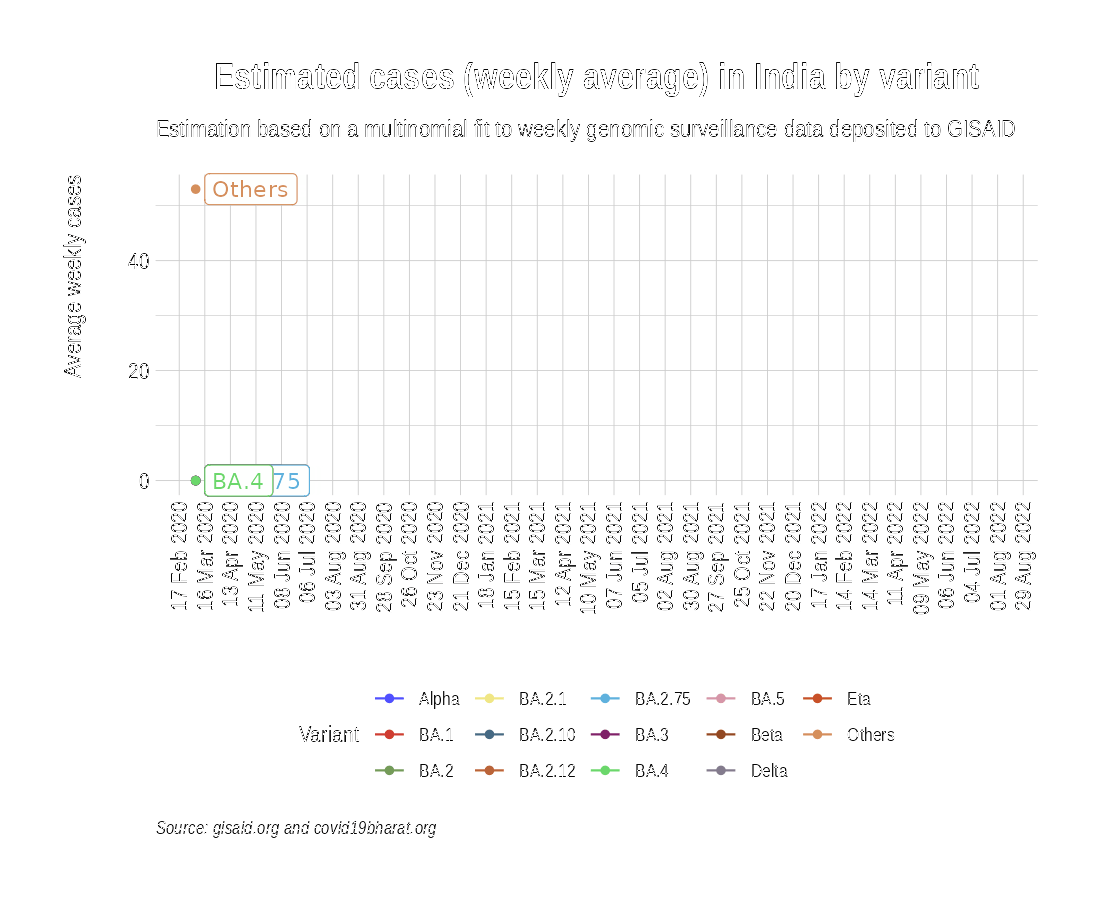 Estimated cases (weekly average) in India by variant
Estimation based on a multinomial fit to weekly genomic surveillance data deposited to GISAID
Average weekly cases
Others
40
20
0
BA.4
75
17 Feb 2020
16 Mar 2020
13 Apr 2020
11 May 2020
08 Jun 2020
06 Jul 2020
03 Aug 2020
31 Aug 2020
28 Sep 2020
26 Oct 2020
23 Nov 2020
21 Dec 2020
18 Jan 2021
15 Feb 2021
15 Mar 2021
12 Apr 2021
10 May 2021
07 Jun 2021
05 Jul 2021
02 Aug 2021
30 Aug 2021
27 Sep 2021
25 Oct 2021
22 Nov 2021
20 Dec 2021
17 Jan 2022
14 Feb 2022
14 Mar 2022
11 Apr 2022
09 May 2022
06 Jun 2022
04 Jul 2022
01 Aug 2022
29 Aug 2022
Alpha BA.2.1 BA.2.75 BA.5 Eta
Variant BA.1 BA.2.10 BA.3 Beta Others
BA.2 BA.2.12 BA.4 Delta
Source: gisaid.org and covid19bharat.org